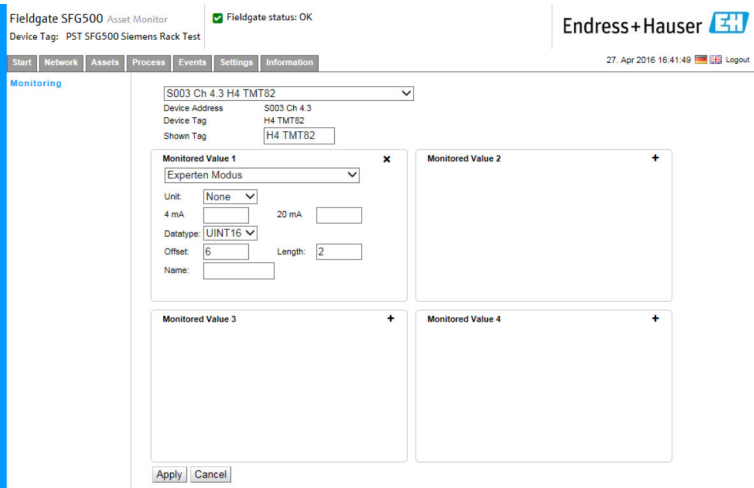 Fieldgate SFG500 Asset Monitor
Fieldgate status: OK
Device Tag: PST SFG500 Siemens Rack Test
Endress+Hauser EH
Start Network Assets Process Events Settings Information
27. Apr 2016 16:41:49 Logout
Monitoring
S003 Ch 4.3 H4 TMT82
Device Address S003 Ch 4.3
Device Tag H4 TMT82
Shown Tag H4 TMT82
Monitored Value 1 x
Monitored Value 2 +
Experten Modus
Unit: None
4 mA 20 mA
Datatype: UINT16
Offset: 6 Length: 2
Name:
Monitored Value 3 +
Monitored Value 4 +
Apply Cancel